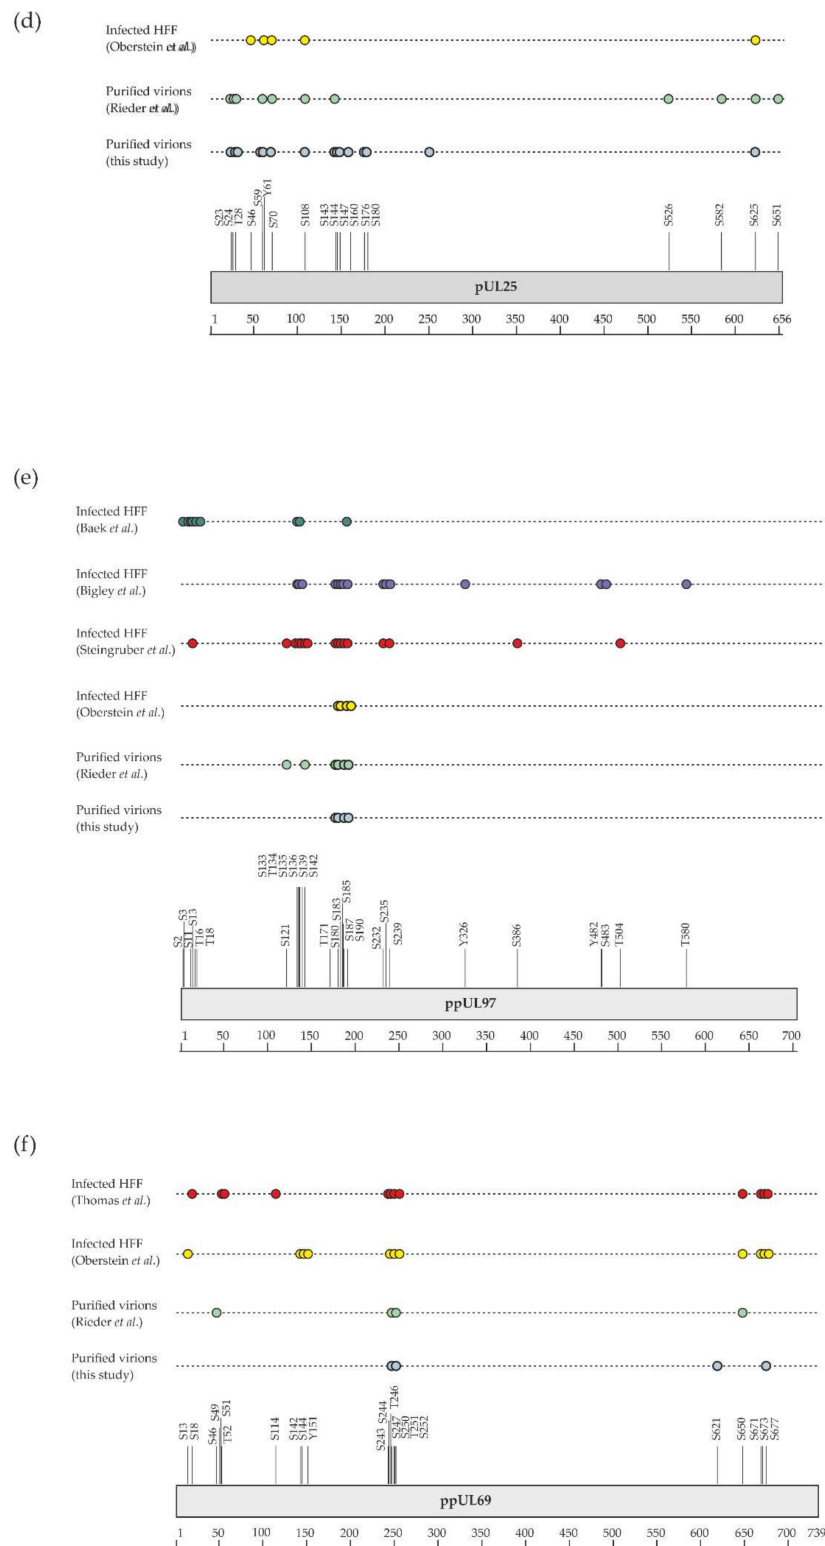 (d)
Infected HFF
(Oberstein et al.)
Purified virions
(Rieder et al.)
Purified virions
(this study)
S23
S24
T28
S46
S59
Y61
S70
S108
S143
S144
S147
S160
S176
S180
S526
S582
S625
S651
pUL25
1 50 100 150 200 250 300 350 400 450 500 550 600 656
(e)
Infected HFF
(Baek et al.)
Infected HFF
(Bigley et al.)
Infected HFF
(Steingruber et al.)
Infected HFF
(Oberstein et al.)
Purified virions
(Rieder et al.)
Purified virions
(this study)
S2
S3
S11
S13
T16
T18
S121
S133
T134
S135
S136
S139
S142
T171
S180
S183
S185
S187
S190
S232
S235
S239
Y326
S386
Y482
S483
T504
T580
ppUL97
1 50 100 150 200 250 300 350 400 450 500 550 600 650 700
(f)
Infected HFF
(Thomas et al.)
Infected HFF
(Oberstein et al.)
Purified virions
(Rieder et al.)
Purified virions
(this study)
S13
S18
S46
S49
S51
T52
S114
S142
S144
Y151
S243
S244
T246
S247
S250
T251
S252
S621
S650
S671
S673
S677
ppUL69
1 50 100 150 200 250 300 350 400 450 500 550 600 650 700 739